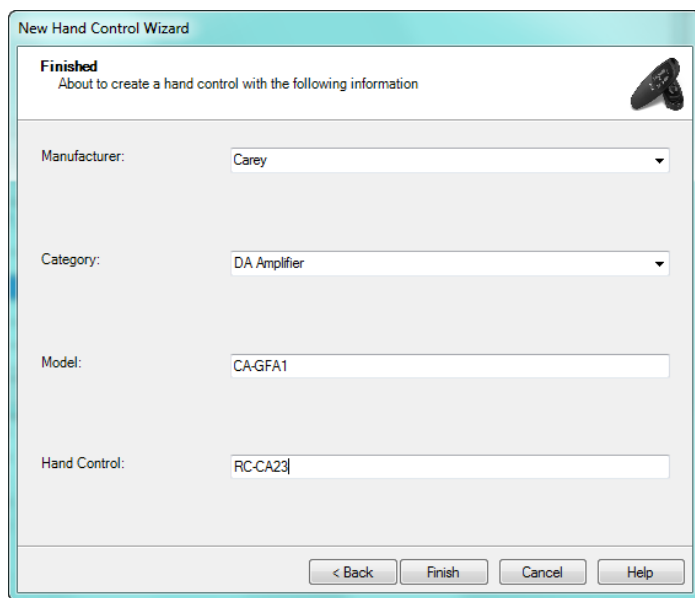 New Hand Control Wizard
Finished
About to create a hand control with the following information
Manufacturer: Carey
Category: DA Amplifier
Model: CA-GFA1
Hand Control: RC-CA23
< Back Finish Cancel Help